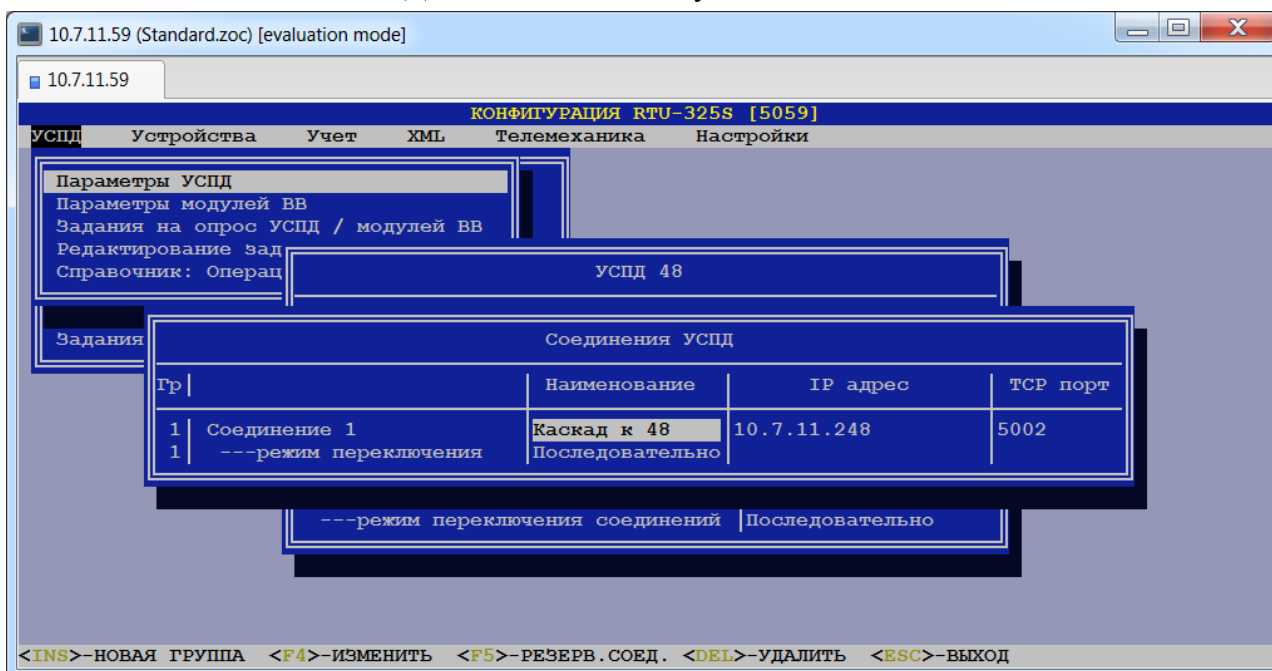 10.7.11.59 (Standard.zoc) [evaluation mode]
10.7.11.59
КОНФИГУРАЦИЯ RTU-325S [5059]
УСПД Устройства Учет XML Телемеханика Настройки
Параметры УСПД
Параметры модулей ВВ
Задания на опрос УСПД / модулей ВВ
Редактирование зад
Справочник: Операц
УСПД 48
Задания
Соединения УСПД
Гр Наименование IP адрес TCP порт
1 Соединение 1 Каскад к 48 10.7.11.248 5002
1 ---режим переключения Последовательно
---режим переключения соединений Последовательно
<INS>-НОВАЯ ГРУППА <F4>-ИЗМЕНИТЬ <F5>-РЕЗЕРВ.СОЕД. <DEL>-УДАЛИТЬ <ESC>-ВЫХОД